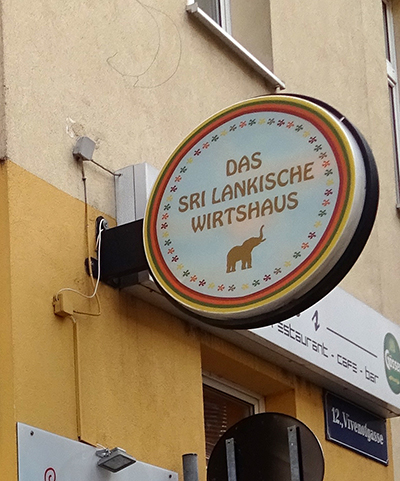 DAS
SRI LANKISCHE
WIRTSHAUS
restaurant - cafe - bar
12., Vivenotgasse